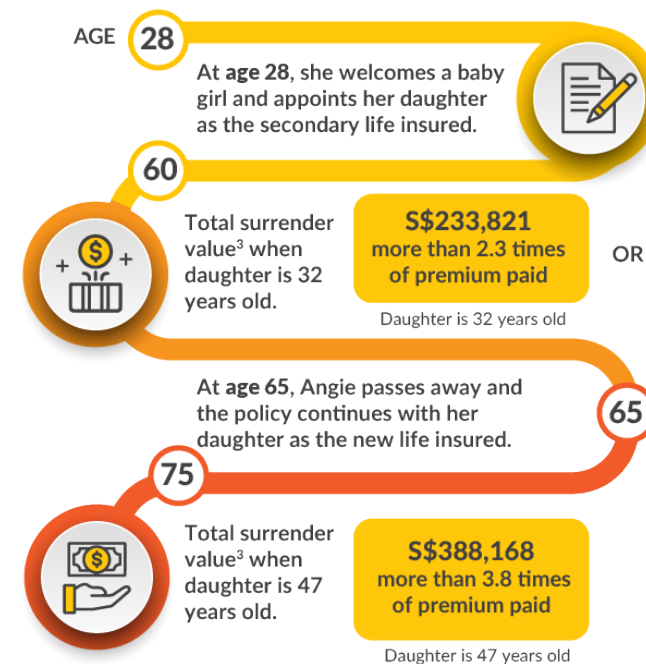 AGE 28
At age 28, she welcomes a baby
girl and appoints her daughter
as the secondary life insured.
60
Total surrender
value³ when
daughter is 32
years old.
S$233,821
more than 2.3 times
of premium paid
Daughter is 32 years old
OR
At age 65, Angie passes away and
the policy continues with her
daughter as the new life insured.
65
75
Total surrender
value³ when
daughter is 47
years old.
S$388,168
more than 3.8 times
of premium paid
Daughter is 47 years old